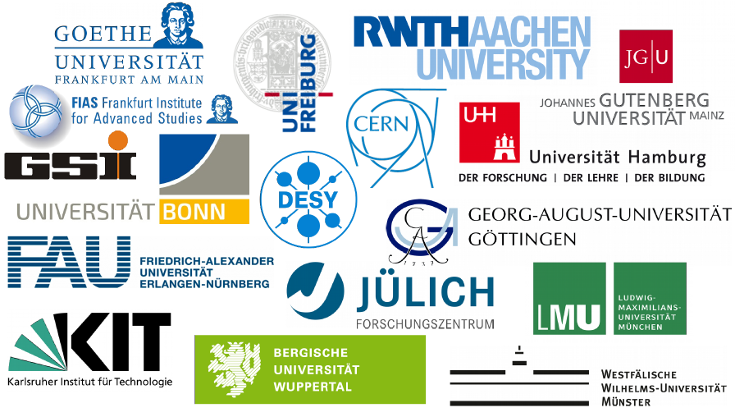 GOETHE
UNIVERSITÄT
FRANKFURT AM MAIN
UNI
FREIBURG
RWTHAACHEN
UNIVERSITY
JG|U
JOHANNES GUTENBERG
UNIVERSITÄT MAINZ
FIAS Frankfurt Institute
for Advanced Studies
CERN
UHH
Universität Hamburg
DER FORSCHUNG | DER LEHRE | DER BILDUNG
GSI
UNIVERSITÄT BONN
DESY
GAU
GEORG-AUGUST-UNIVERSITÄT
GÖTTINGEN
FAU
FRIEDRICH-ALEXANDER
UNIVERSITÄT
ERLANGEN-NÜRNBERG
JÜLICH
FORSCHUNGSZENTRUM
LMU
LUDWIG-
MAXIMILIANS-
UNIVERSITÄT
MÜNCHEN
KIT
Karlsruher Institut für Technologie
BERGISCHE
UNIVERSITÄT
WUPPERTAL
WESTFÄLISCHE
WILHELMS-UNIVERSITÄT
MÜNSTER